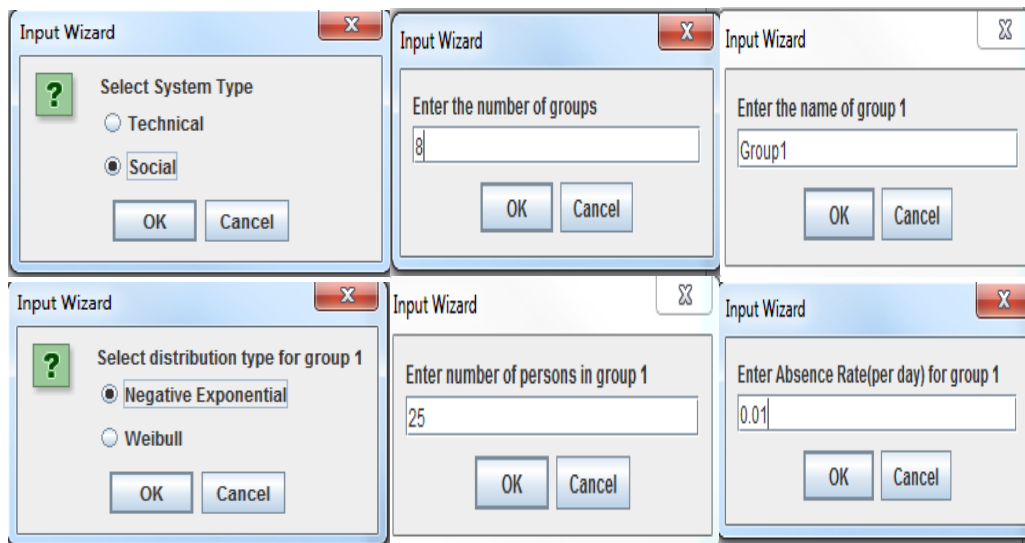 Input Wizard
X
?
Select System Type
Technical
Social
OK
Cancel
Input Wizard
X
Enter the number of groups
8
OK
Cancel
Input Wizard
X
Enter the name of group 1
Group1
OK
Cancel
Input Wizard
X
?
Select distribution type for group 1
Negative Exponential
Weibull
OK
Cancel
Input Wizard
X
Enter number of persons in group 1
25
OK
Cancel
Input Wizard
X
Enter Absence Rate(per day) for group 1
0.01
OK
Cancel